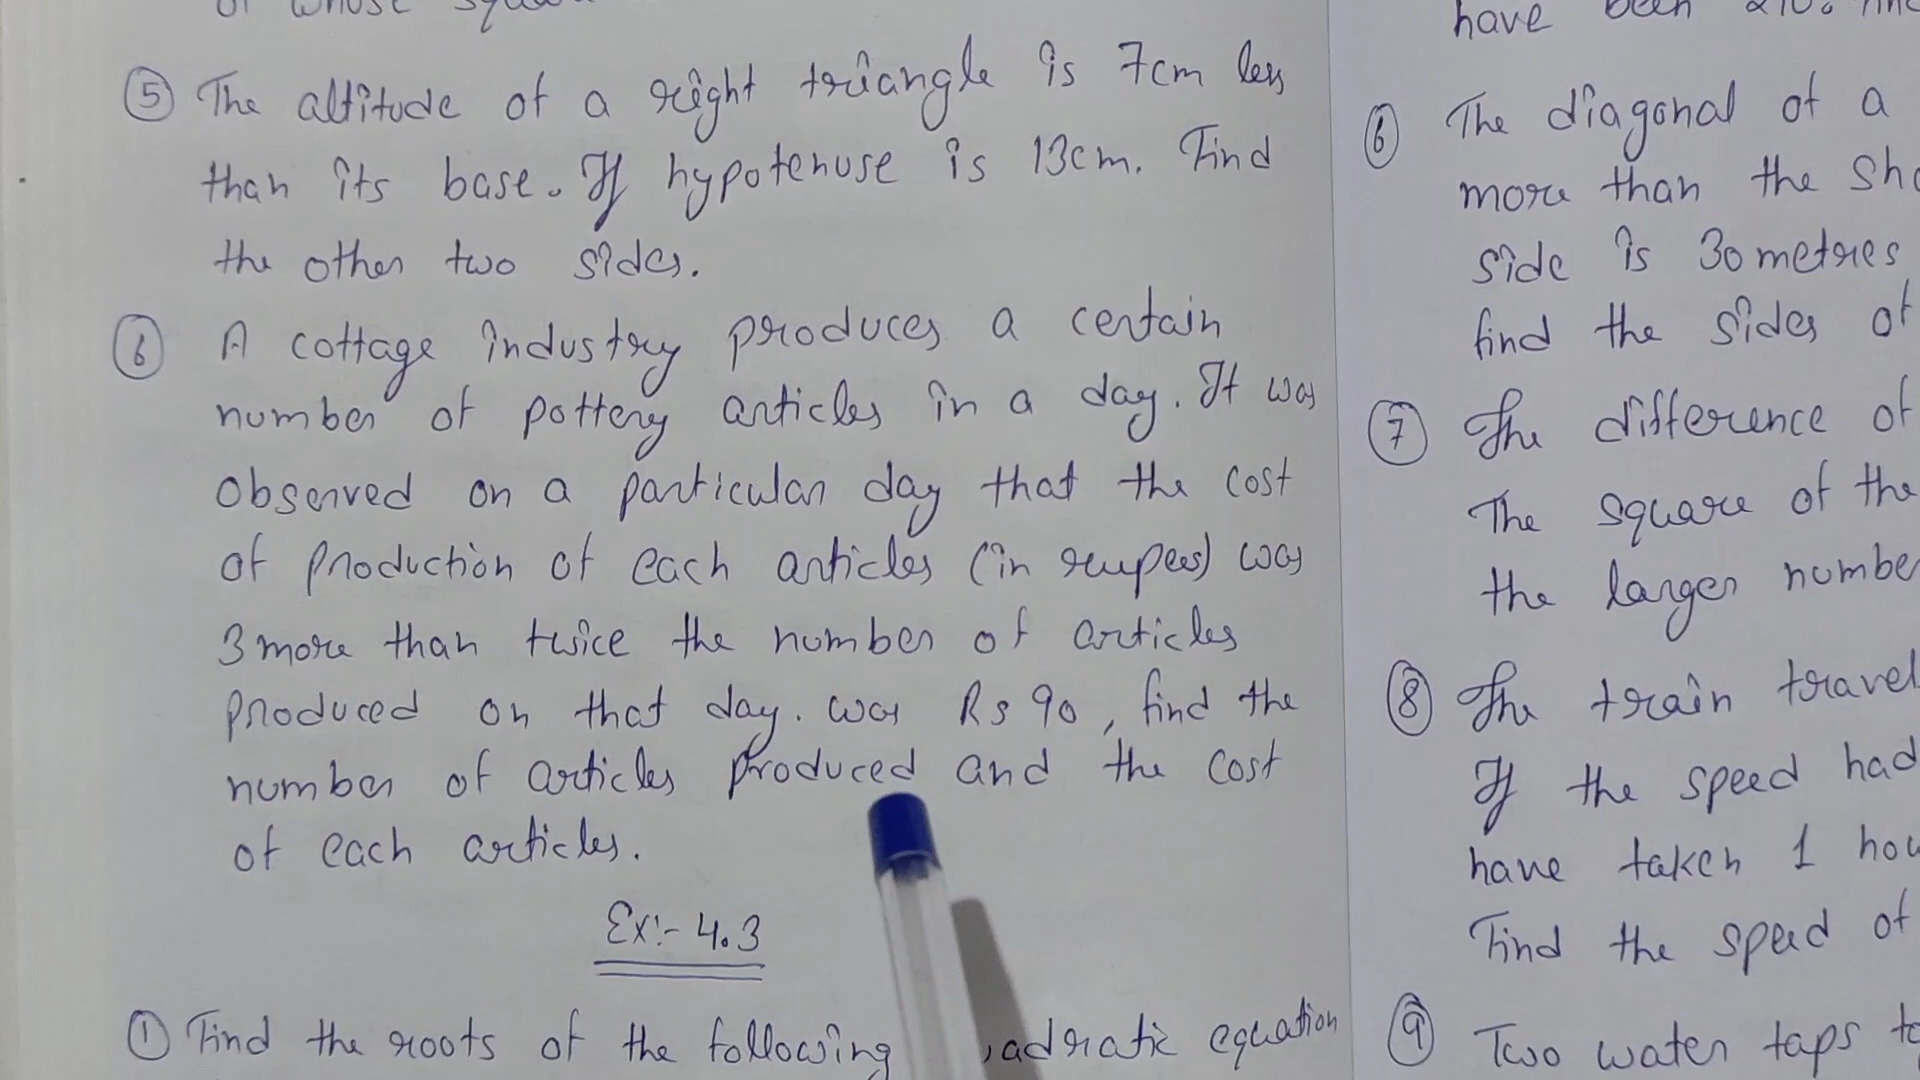 of whose
⑤ The altitude of a right triangle is 7cm less
than its base. If hypotenuse is 13cm. Find
the other two sides.
⑥ A cottage industry produces a certain
number of pottery articles in a day. It was
observed on a particular day that the cost
of production of each articles (in rupees) was
3 more than twice the number of articles
produced on that day. was Rs 90, find the
number of articles produced and the cost
of each articles.
Ex:- 4.3
① Find the roots of the following equation
have been
⑥ The diagonal of a
more than the
side is 30 metres
find the sides of
⑦ The difference of
The square of the
the larger number
⑧ The train travel
If the speed had
have taken 1
Find the speed of
⑨ Two water taps